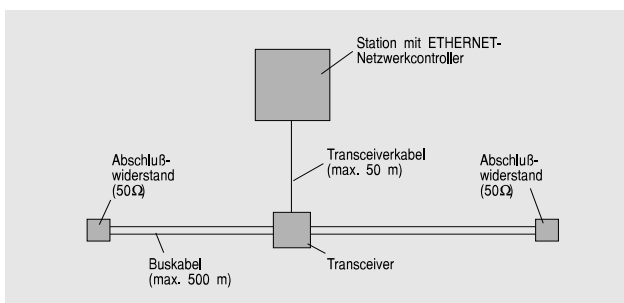 Station mit ETHERNET-
Netzwerkcontroller
Abschluß-
widerstand
(50Ω)
Transceiverkabel
(max. 50 m)
Abschluß-
widerstand
(50Ω)
Buskabel
(max. 500 m)
Transceiver